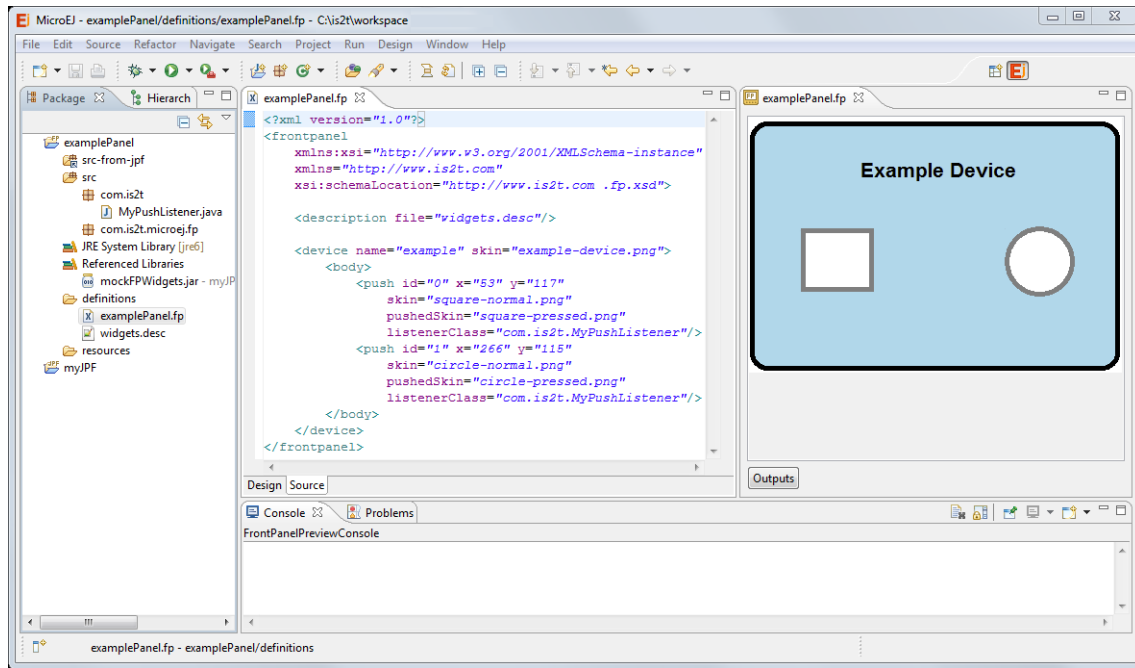 MicroEJ - examplePanel/definitions/examplePanel.fp - C:\is2t\workspace
File Edit Source Refactor Navigate Search Project Run Design Window Help
Package Hierarch
examplePanel
src-from-jpf
src
com.is2t
MyPushListener.java
com.is2t.microej.fp
JRE System Library [jre6]
Referenced Libraries
mockFPWidgets.jar - myJP
definitions
examplePanel.fp
widgets.desc
resources
myJPF
examplePanel.fp
<?xml version="1.0"?>
<frontpanel
xmlns:xsi="http://www.w3.org/2001/XMLSchema-instance"
xmlns="http://www.is2t.com"
xsi:schemaLocation="http://www.is2t.com .fp.xsd">
<description file="widgets.desc"/>
<device name="example" skin="example-device.png">
<body>
<push id="0" x="53" y="117"
skin="square-normal.png"
pushedSkin="square-pressed.png"
listenerClass="com.is2t.MyPushListener"/>
<push id="1" x="266" y="115"
skin="circle-normal.png"
pushedSkin="circle-pressed.png"
listenerClass="com.is2t.MyPushListener"/>
</body>
</device>
</frontpanel>
Design Source
examplePanel.fp
Example Device
Outputs
Console Problems
FrontPanelPreviewConsole
examplePanel.fp - examplePanel/definitions